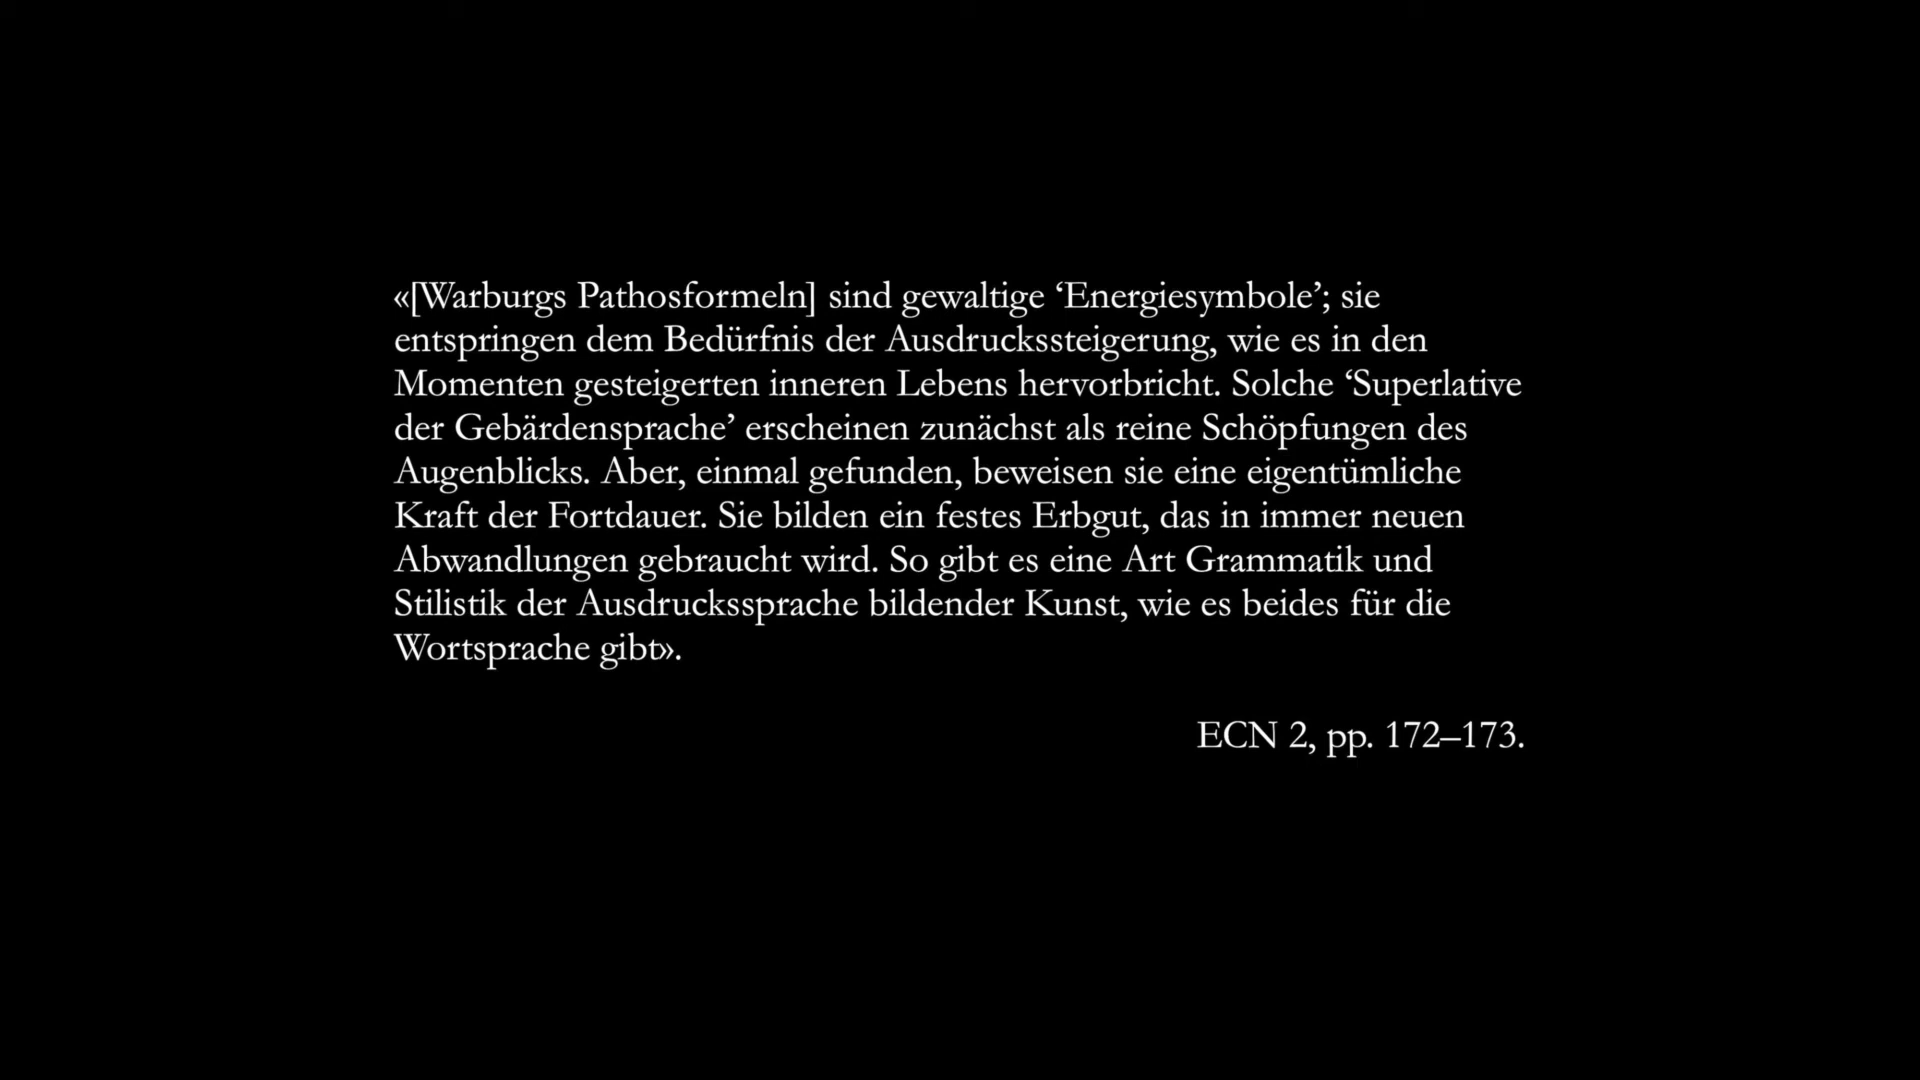 «[Warburgs Pathosformeln] sind gewaltige ‘Energiesymbole’; sie
entspringen dem Bedürfnis der Ausdruckssteigerung, wie es in den
Momenten gesteigerten inneren Lebens hervorbricht. Solche ‘Superlative
der Gebärdensprache’ erscheinen zunächst als reine Schöpfungen des
Augenblicks. Aber, einmal gefunden, beweisen sie eine eigentümliche
Kraft der Fortdauer. Sie bilden ein festes Erbgut, das in immer neuen
Abwandlungen gebraucht wird. So gibt es eine Art Grammatik und
Stilistik der Ausdruckssprache bildender Kunst, wie es beides für die
Wortsprache gibt».
ECN 2, pp. 172–173.